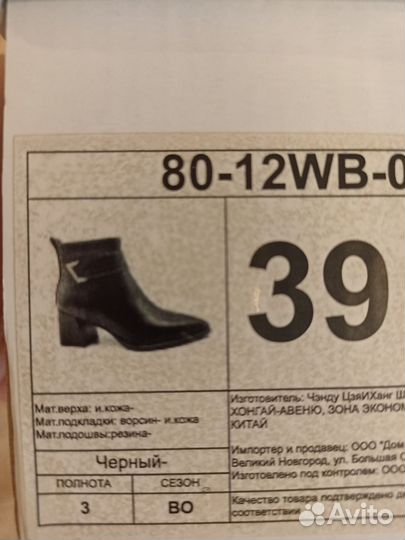 80-12WB-0
39
Мат.верха: и.кожа-
Мат.подкладки: ворсин- и.кожа
Мат.подошвы:резина-
Черный-
ПОЛНОТА СЕЗОН
3 ВО
Изготовитель: Чэнду ЦзяИХанг Ш
ХОНГАЙ-АВЕНЮ, ЗОНА ЭКОНОМ
КИТАЙ
Импортер и продавец: ООО "Дом
Великий Новгород, ул. Большая С
Изготовлено под контролем: ООО
Качество товара подтверждено де
соответствии
Avito